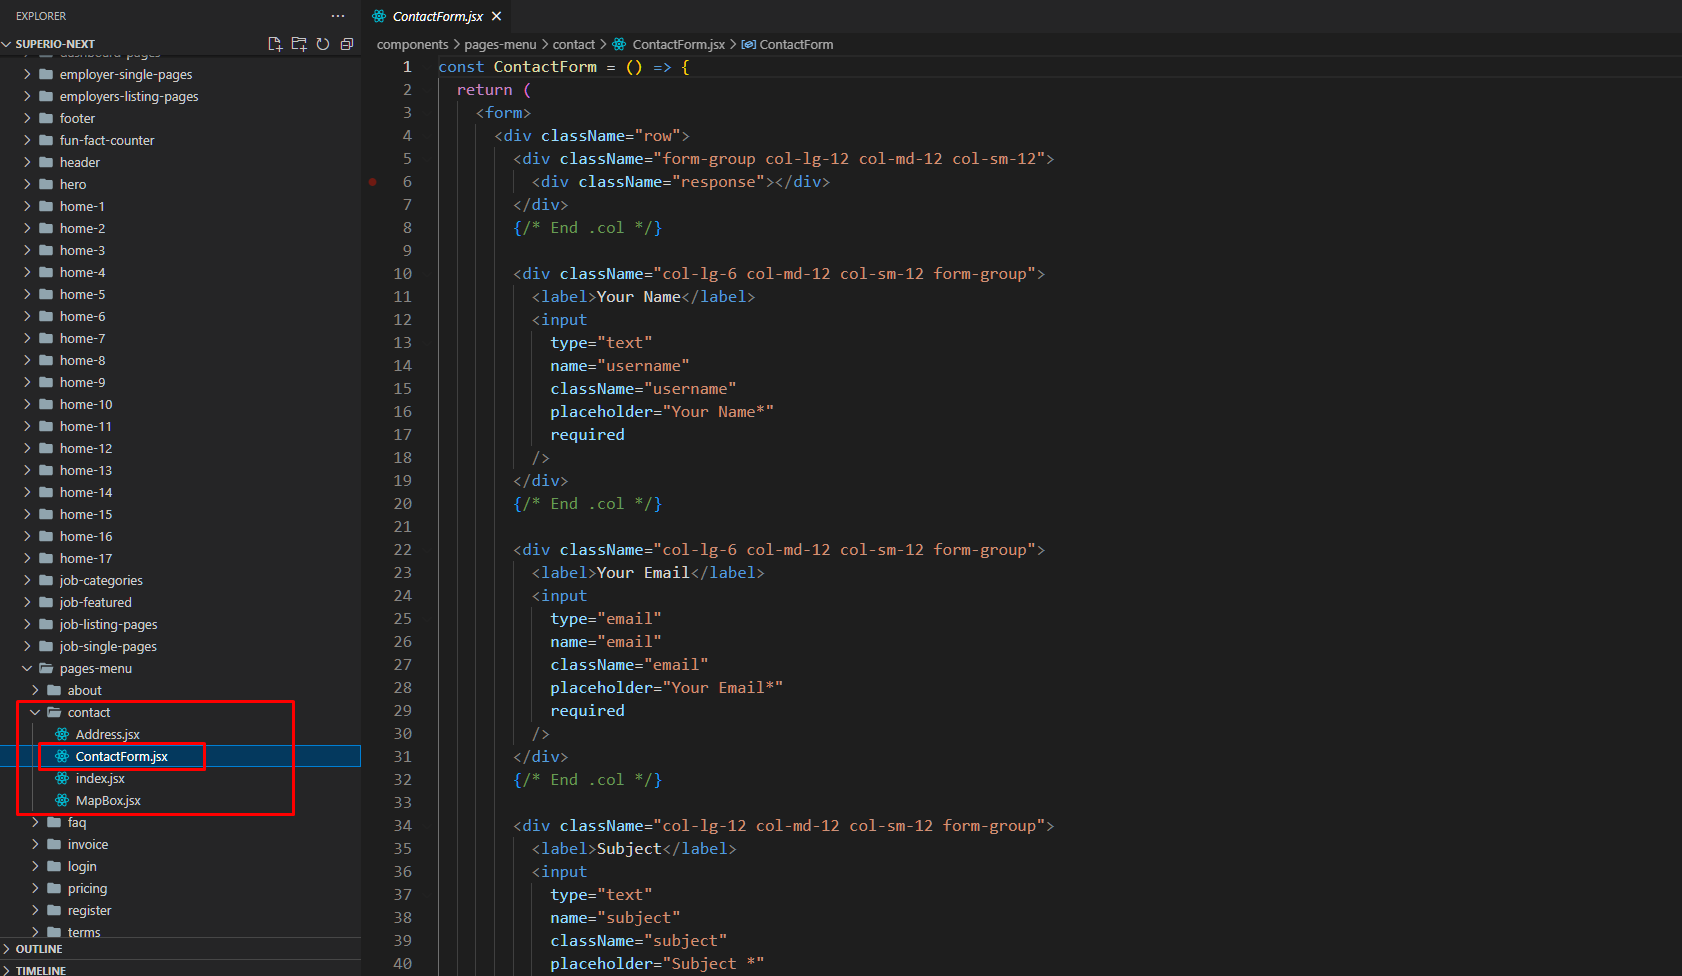 EXPLORER
SUPERIO-NEXT
dashboard-pages
employer-single-pages
employers-listing-pages
footer
fun-fact-counter
header
hero
home-1
home-2
home-3
home-4
home-5
home-6
home-7
home-8
home-9
home-10
home-11
home-12
home-13
home-14
home-15
home-16
home-17
job-categories
job-featured
job-listing-pages
job-single-pages
pages-menu
about
contact
Address.jsx
ContactForm.jsx
index.jsx
MapBox.jsx
faq
invoice
login
pricing
register
terms
OUTLINE
TIMELINE
ContactForm.jsx
components > pages-menu > contact > ContactForm.jsx > ContactForm
1 const ContactForm = () => {
2 return (
3 <form>
4 <div className="row">
5 <div className="form-group col-lg-12 col-md-12 col-sm-12">
6 <div className="response"></div>
7 </div>
8 {/* End .col */}
9
10 <div className="col-lg-6 col-md-12 col-sm-12 form-group">
11 <label>Your Name</label>
12 <input
13 type="text"
14 name="username"
15 className="username"
16 placeholder="Your Name*"
17 required
18 />
19 </div>
20 {/* End .col */}
21
22 <div className="col-lg-6 col-md-12 col-sm-12 form-group">
23 <label>Your Email</label>
24 <input
25 type="email"
26 name="email"
27 className="email"
28 placeholder="Your Email*"
29 required
30 />
31 </div>
32 {/* End .col */}
33
34 <div className="col-lg-12 col-md-12 col-sm-12 form-group">
35 <label>Subject</label>
36 <input
37 type="text"
38 name="subject"
39 className="subject"
40 placeholder="Subject *"